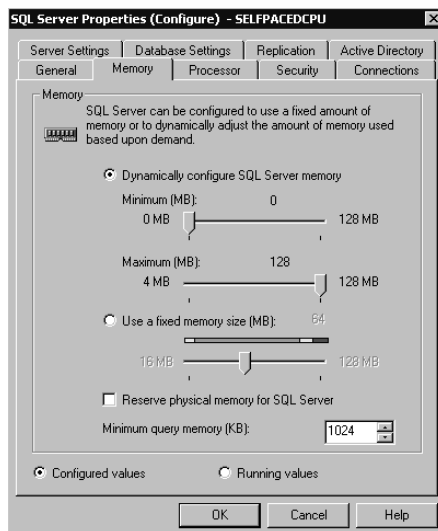 SQL Server Properties (Configure) - SELFPACEDCPU
Server Settings Database Settings Replication Active Directory
General Memory Processor Security Connections
Memory
SQL Server can be configured to use a fixed amount of
memory or to dynamically adjust the amount of memory used
based upon demand.
Dynamically configure SQL Server memory
Minimum (MB): 0
0 MB 128 MB
Maximum (MB): 128
4 MB 128 MB
Use a fixed memory size (MB): 64
16 MB 128 MB
Reserve physical memory for SQL Server
Minimum query memory (KB): 1024
Configured values Running values
OK Cancel Help